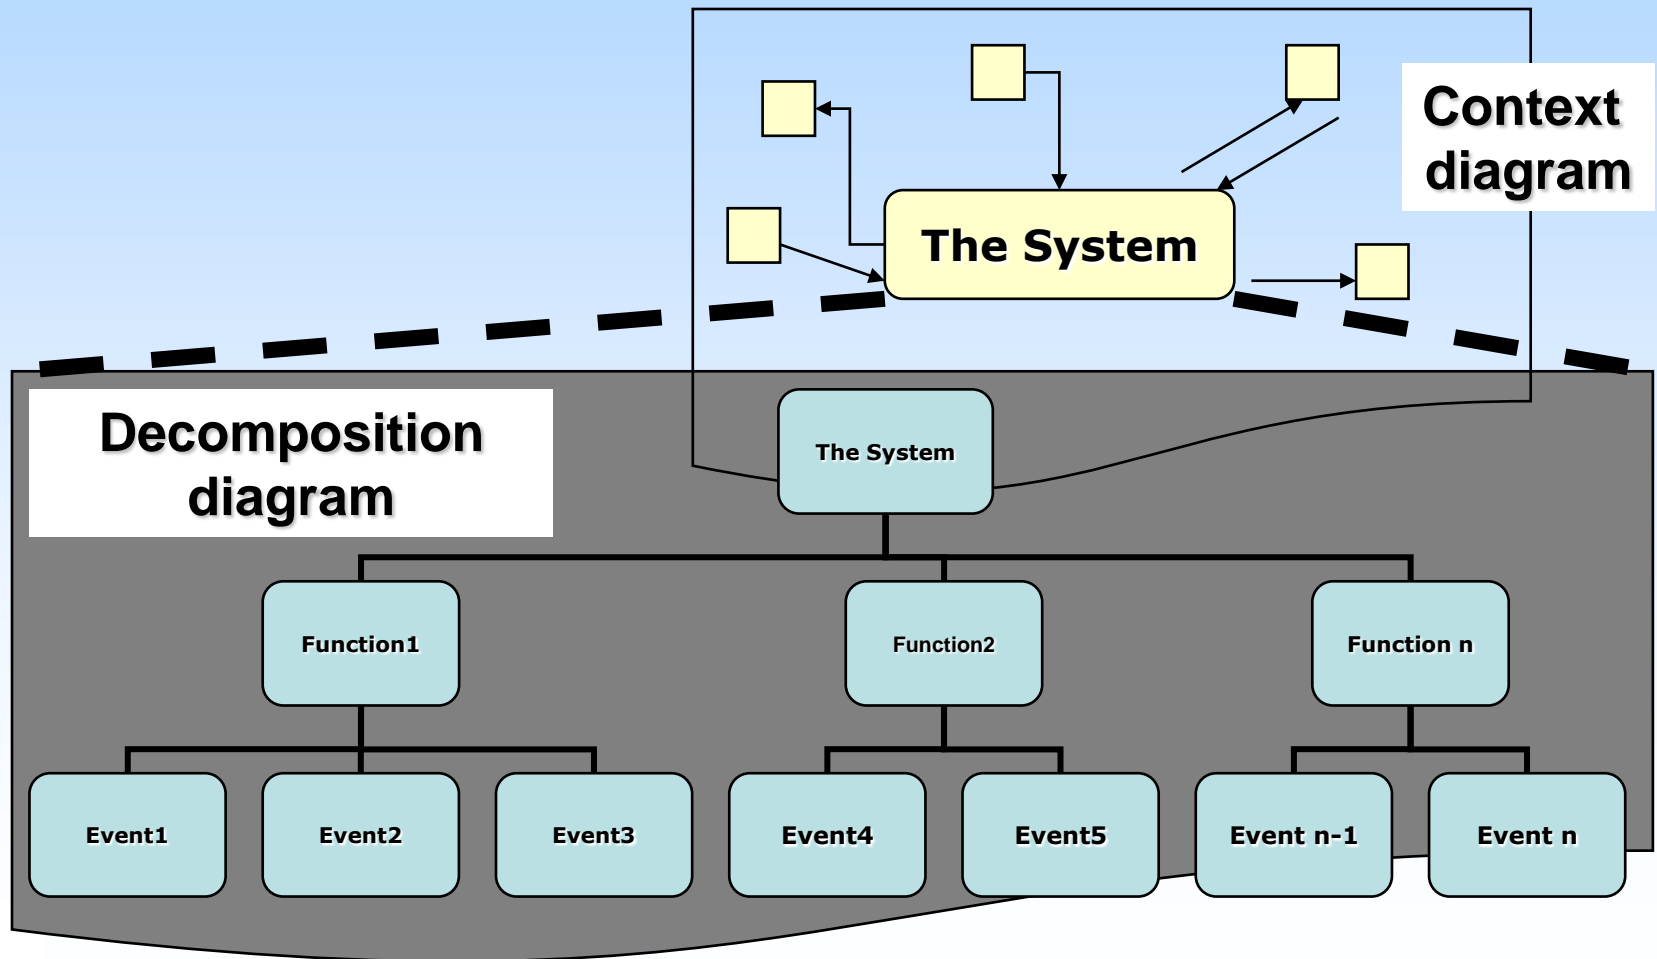 Context
diagram
The System
Decomposition
diagram
The System
Function1
Function2
Function n
Event1
Event2
Event3
Event4
Event5
Event n-1
Event n